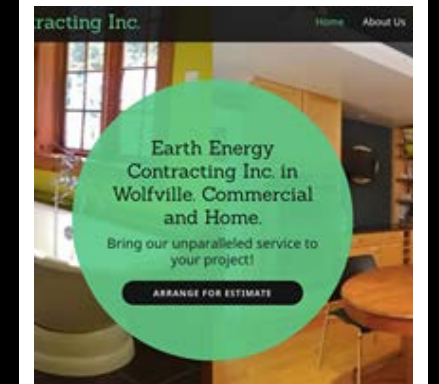 tracting Inc.
Home About Us
Earth Energy
Contracting Inc. in
Wolfville. Commercial
and Home.
Bring our unparalleled service to
your project!
ARRANGE FOR ESTIMATE